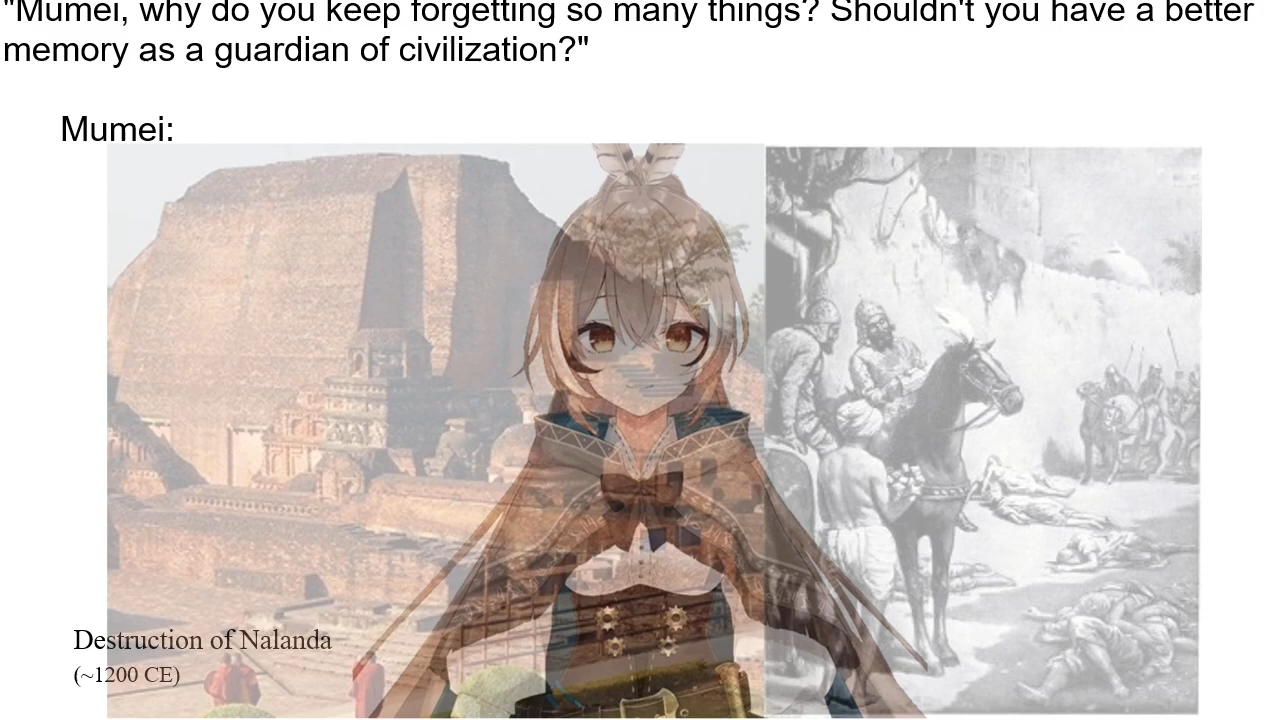 "Mumei, why do you keep forgetting so many things? Shouldn't you have a better
memory as a guardian of civilization?"
Mumei:
Destruction of Nalanda
(~1200 CE)